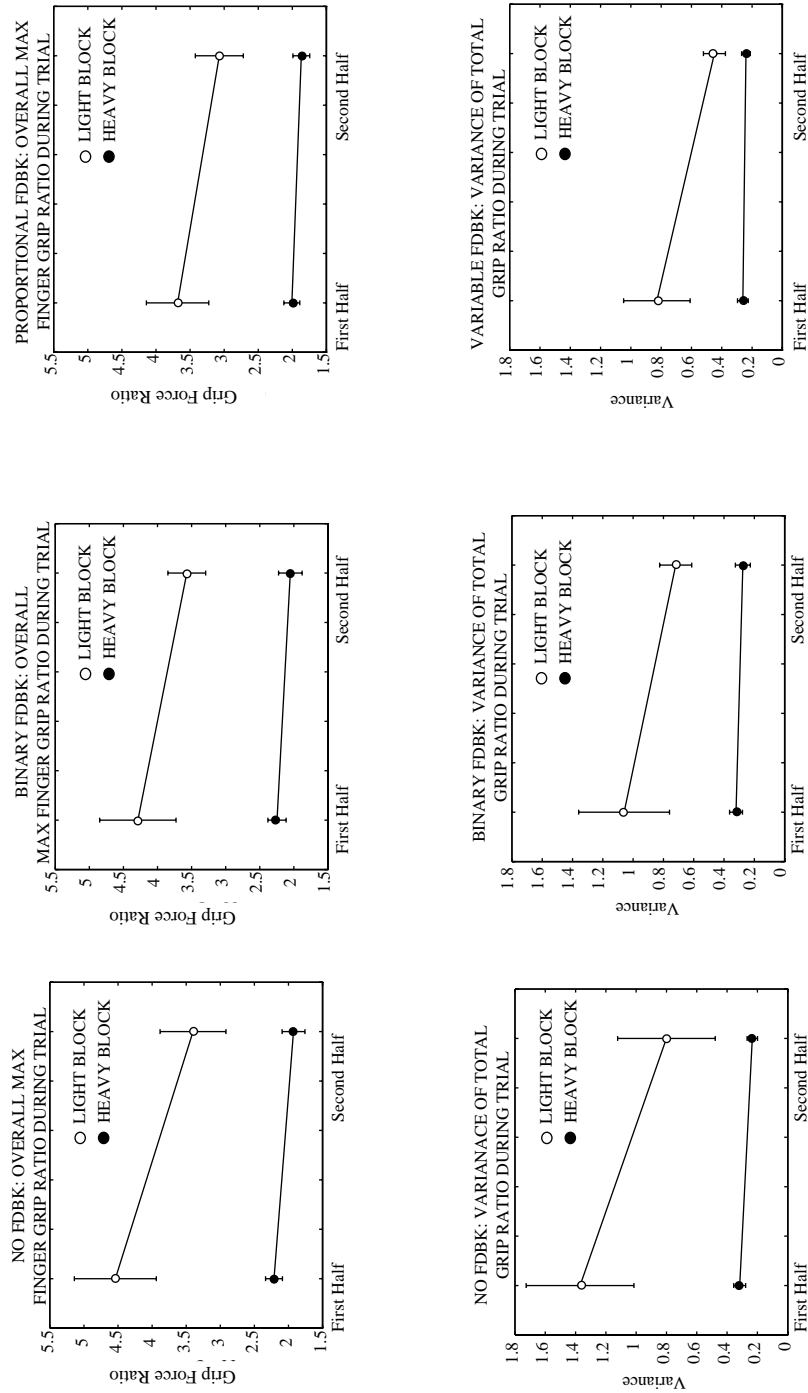 NO FDBK: OVERALL MAX
FINGER GRIP RATIO DURING TRIAL
5.5
5
4.5
4
3.5
3
2.5
2
1.5
Grip Force Ratio
LIGHT BLOCK
HEAVY BLOCK
First Half
Second Half
BINARY FDBK: OVERALL
MAX FINGER GRIP RATIO DURING TRIAL
5.5
5
4.5
4
3.5
3
2.5
2
1.5
Grip Force Ratio
LIGHT BLOCK
HEAVY BLOCK
First Half
Second Half
PROPORTIONAL FDBK: OVERALL MAX
FINGER GRIP RATIO DURING TRIAL
5.5
5
4.5
4
3.5
3
2.5
2
1.5
Grip Force Ratio
LIGHT BLOCK
HEAVY BLOCK
First Half
Second Half
NO FDBK: VARIANACE OF TOTAL
GRIP RATIO DURING TRIAL
1.8
1.6
1.4
1.2
1
0.8
0.6
0.4
0.2
0
Variance
LIGHT BLOCK
HEAVY BLOCK
First Half
Second Half
BINARY FDBK: VARIANCE OF TOTAL
GRIP RATIO DURING TRIAL
1.8
1.6
1.4
1.2
1
0.8
0.6
0.4
0.2
0
Variance
LIGHT BLOCK
HEAVY BLOCK
First Half
Second Half
VARIABLE FDBK: VARIANCE OF TOTAL
GRIP RATIO DURING TRIAL
1.8
1.6
1.4
1.2
1
0.8
0.6
0.4
0.2
0
Variance
LIGHT BLOCK
HEAVY BLOCK
First Half
Second Half